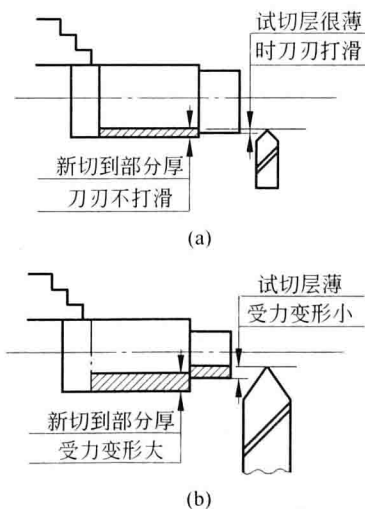 试切层很薄
时刀刃打滑
新切到部分厚
刀刃不打滑
(a)
试切层薄
受力变形小
新切到部分厚
受力变形大
(b)